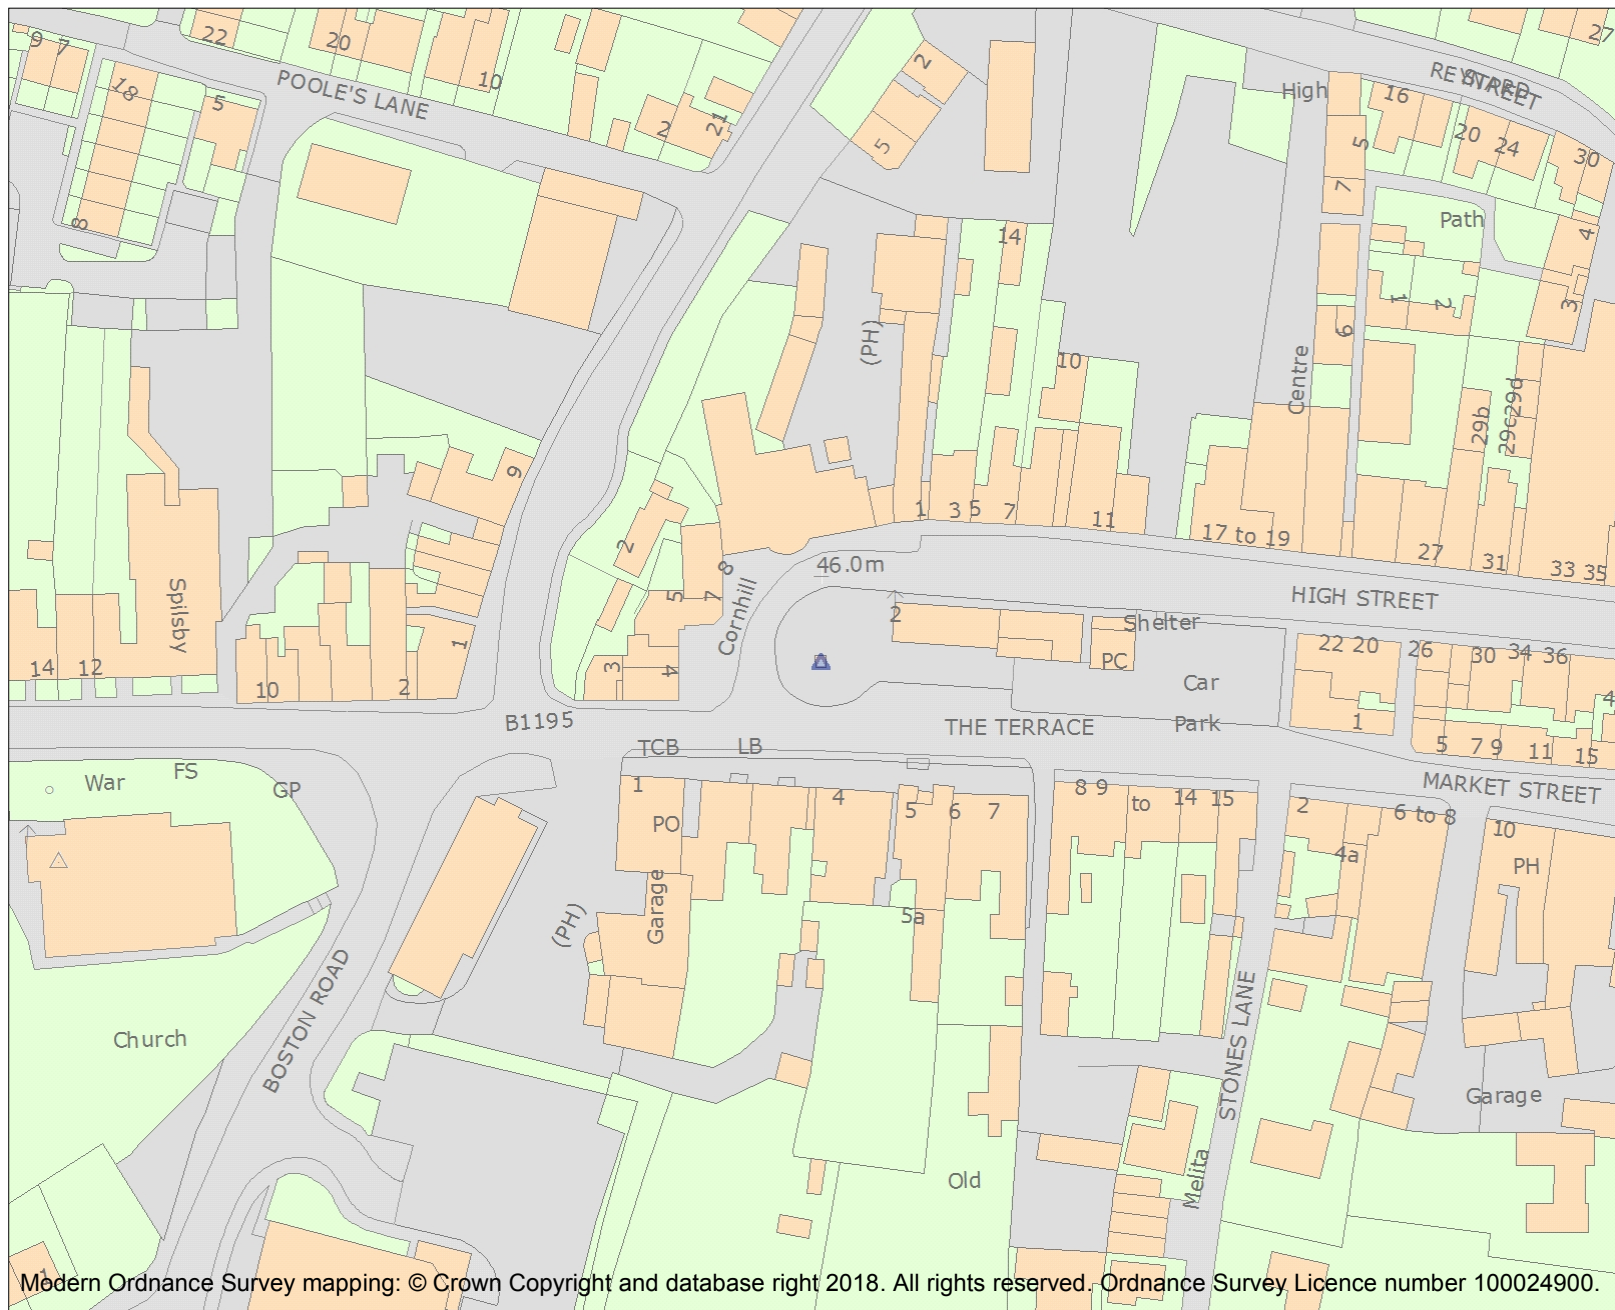 9 7
22
20
10
18
5
8
POOLE'S LANE
2
21
2
5
High
REYNARD
STREET
27
16
20
24
30
5
7
Path
4
3
14
(PH)
1
2
6
10
Centre
29b
29c
29d
9
1
3 5
7
11
17 to 19
27
31
33 35
2
8
46.0m
5
7
Cornhill
HIGH STREET
Spilsby
2
Shelter
PC
22 20
26
30
34
36
4
14
12
10
2
1
3
4
Car
Park
B1195
THE TERRACE
1
5
7 9
11
15
TCB
LB
War
FS
GP
MARKET STREET
1
PO
4
5
6
7
8 9
to
14 15
2
6 to 8
10
4a
PH
(PH)
Garage
5a
BOSTON ROAD
Church
STONES LANE
Garage
Old
Melita
1
Modern Ordnance Survey mapping: © Crown Copyright and database right 2018. All rights reserved. Ordnance Survey Licence number 100024900.